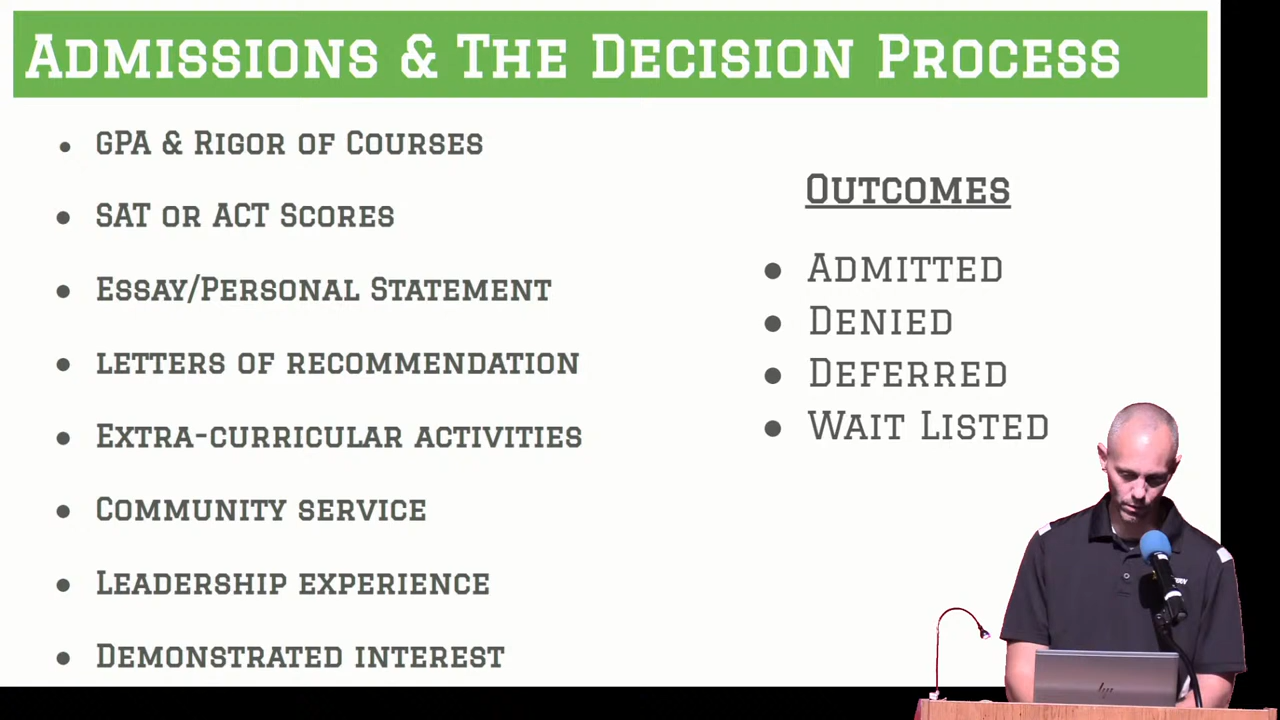 Admissions & The Decision Process
GPA & Rigor of Courses
SAT or ACT Scores
Essay/Personal Statement
letters of recommendation
Extra-curricular activities
Community service
Leadership experience
Demonstrated interest
Outcomes
Admitted
Denied
Deferred
Wait Listed
hp